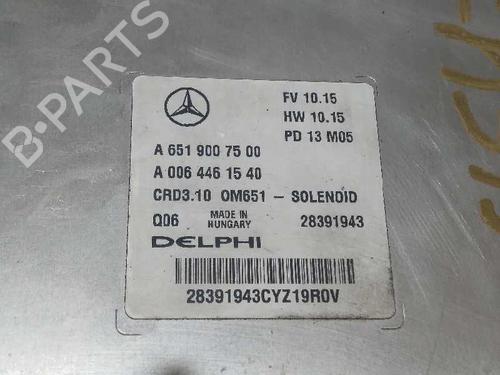 FV 10.15
HW 10.15
PD 13 M05
A 651 900 75 00
A 006 446 15 40
CRD3.10 OM651 - SOLENOID
Q06 MADE IN HUNGARY 28391943
DELPHI
28391943CYZ19R0V
B-PARTS